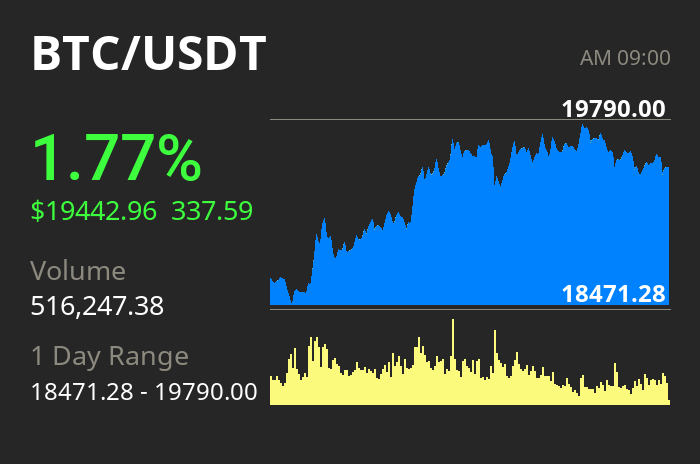 BTC/USDT
AM 09:00
19790.00
1.77%
$19442.96 337.59
Volume
516,247.38
18471.28
1 Day Range
18471.28 - 19790.00